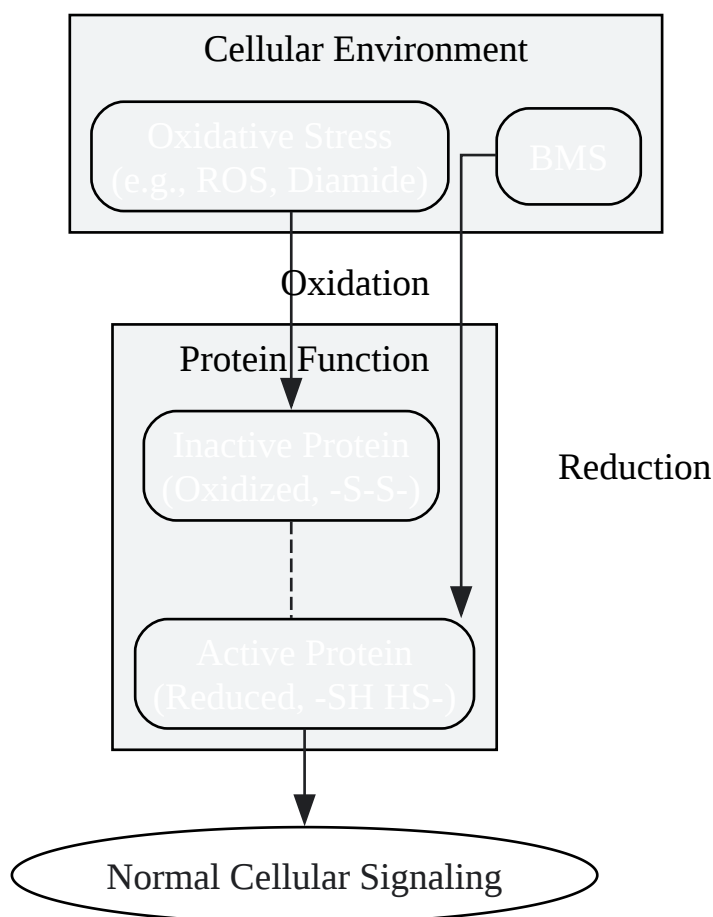 Cellular Environment
Oxidative Stress
(e.g., ROS, Diamide)
BMS
Oxidation
Protein Function
Inactive Protein
(Oxidized, -S-S-)
Reduction
Active Protein
(Reduced, -SH HS-)
Normal Cellular Signaling